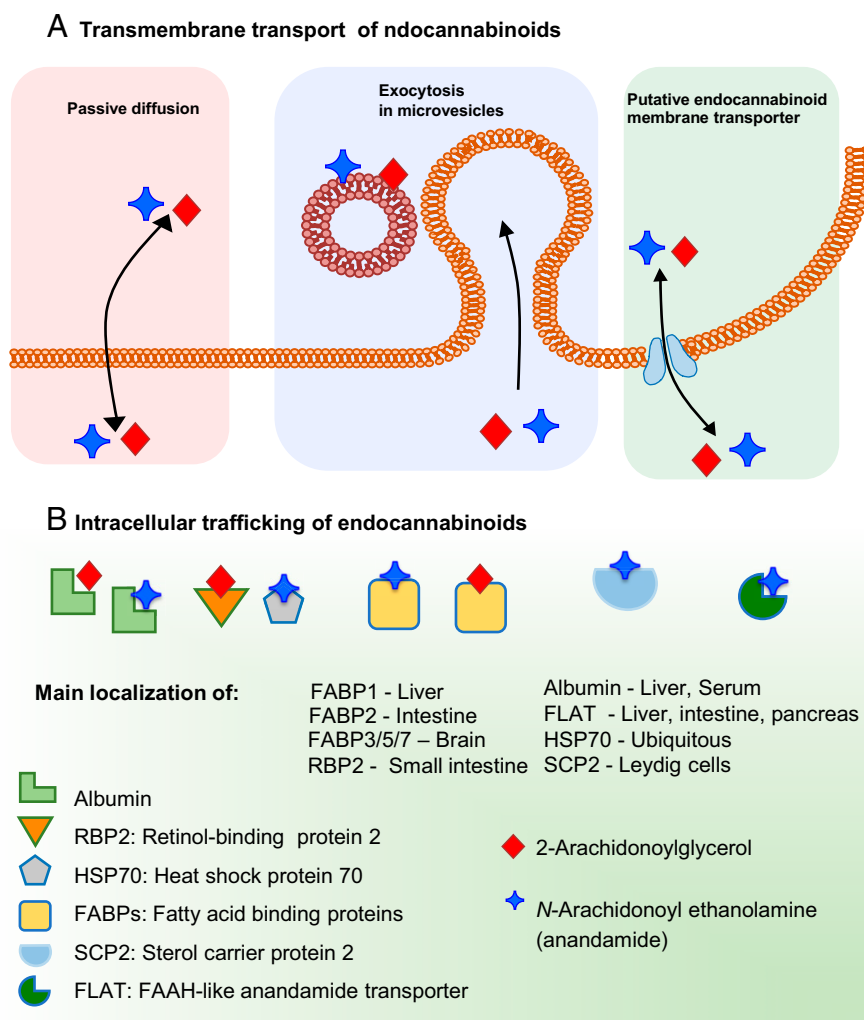 A Transmembrane transport of ndocannabinoids
Passive diffusion
Exocytosis
in microvesicles
Putative endocannabinoid
membrane transporter
B Intracellular trafficking of endocannabinoids
Main localization of:
FABP1 - Liver
FABP2 - Intestine
FABP3/5/7 – Brain
RBP2 - Small intestine
Albumin - Liver, Serum
FLAT - Liver, intestine, pancreas
HSP70 - Ubiquitous
SCP2 - Leydig cells
Albumin
RBP2: Retinol-binding protein 2
HSP70: Heat shock protein 70
FABPs: Fatty acid binding proteins
SCP2: Sterol carrier protein 2
FLAT: FAAH-like anandamide transporter
2-Arachidonoylglycerol
N-Arachidonoyl ethanolamine
(anandamide)